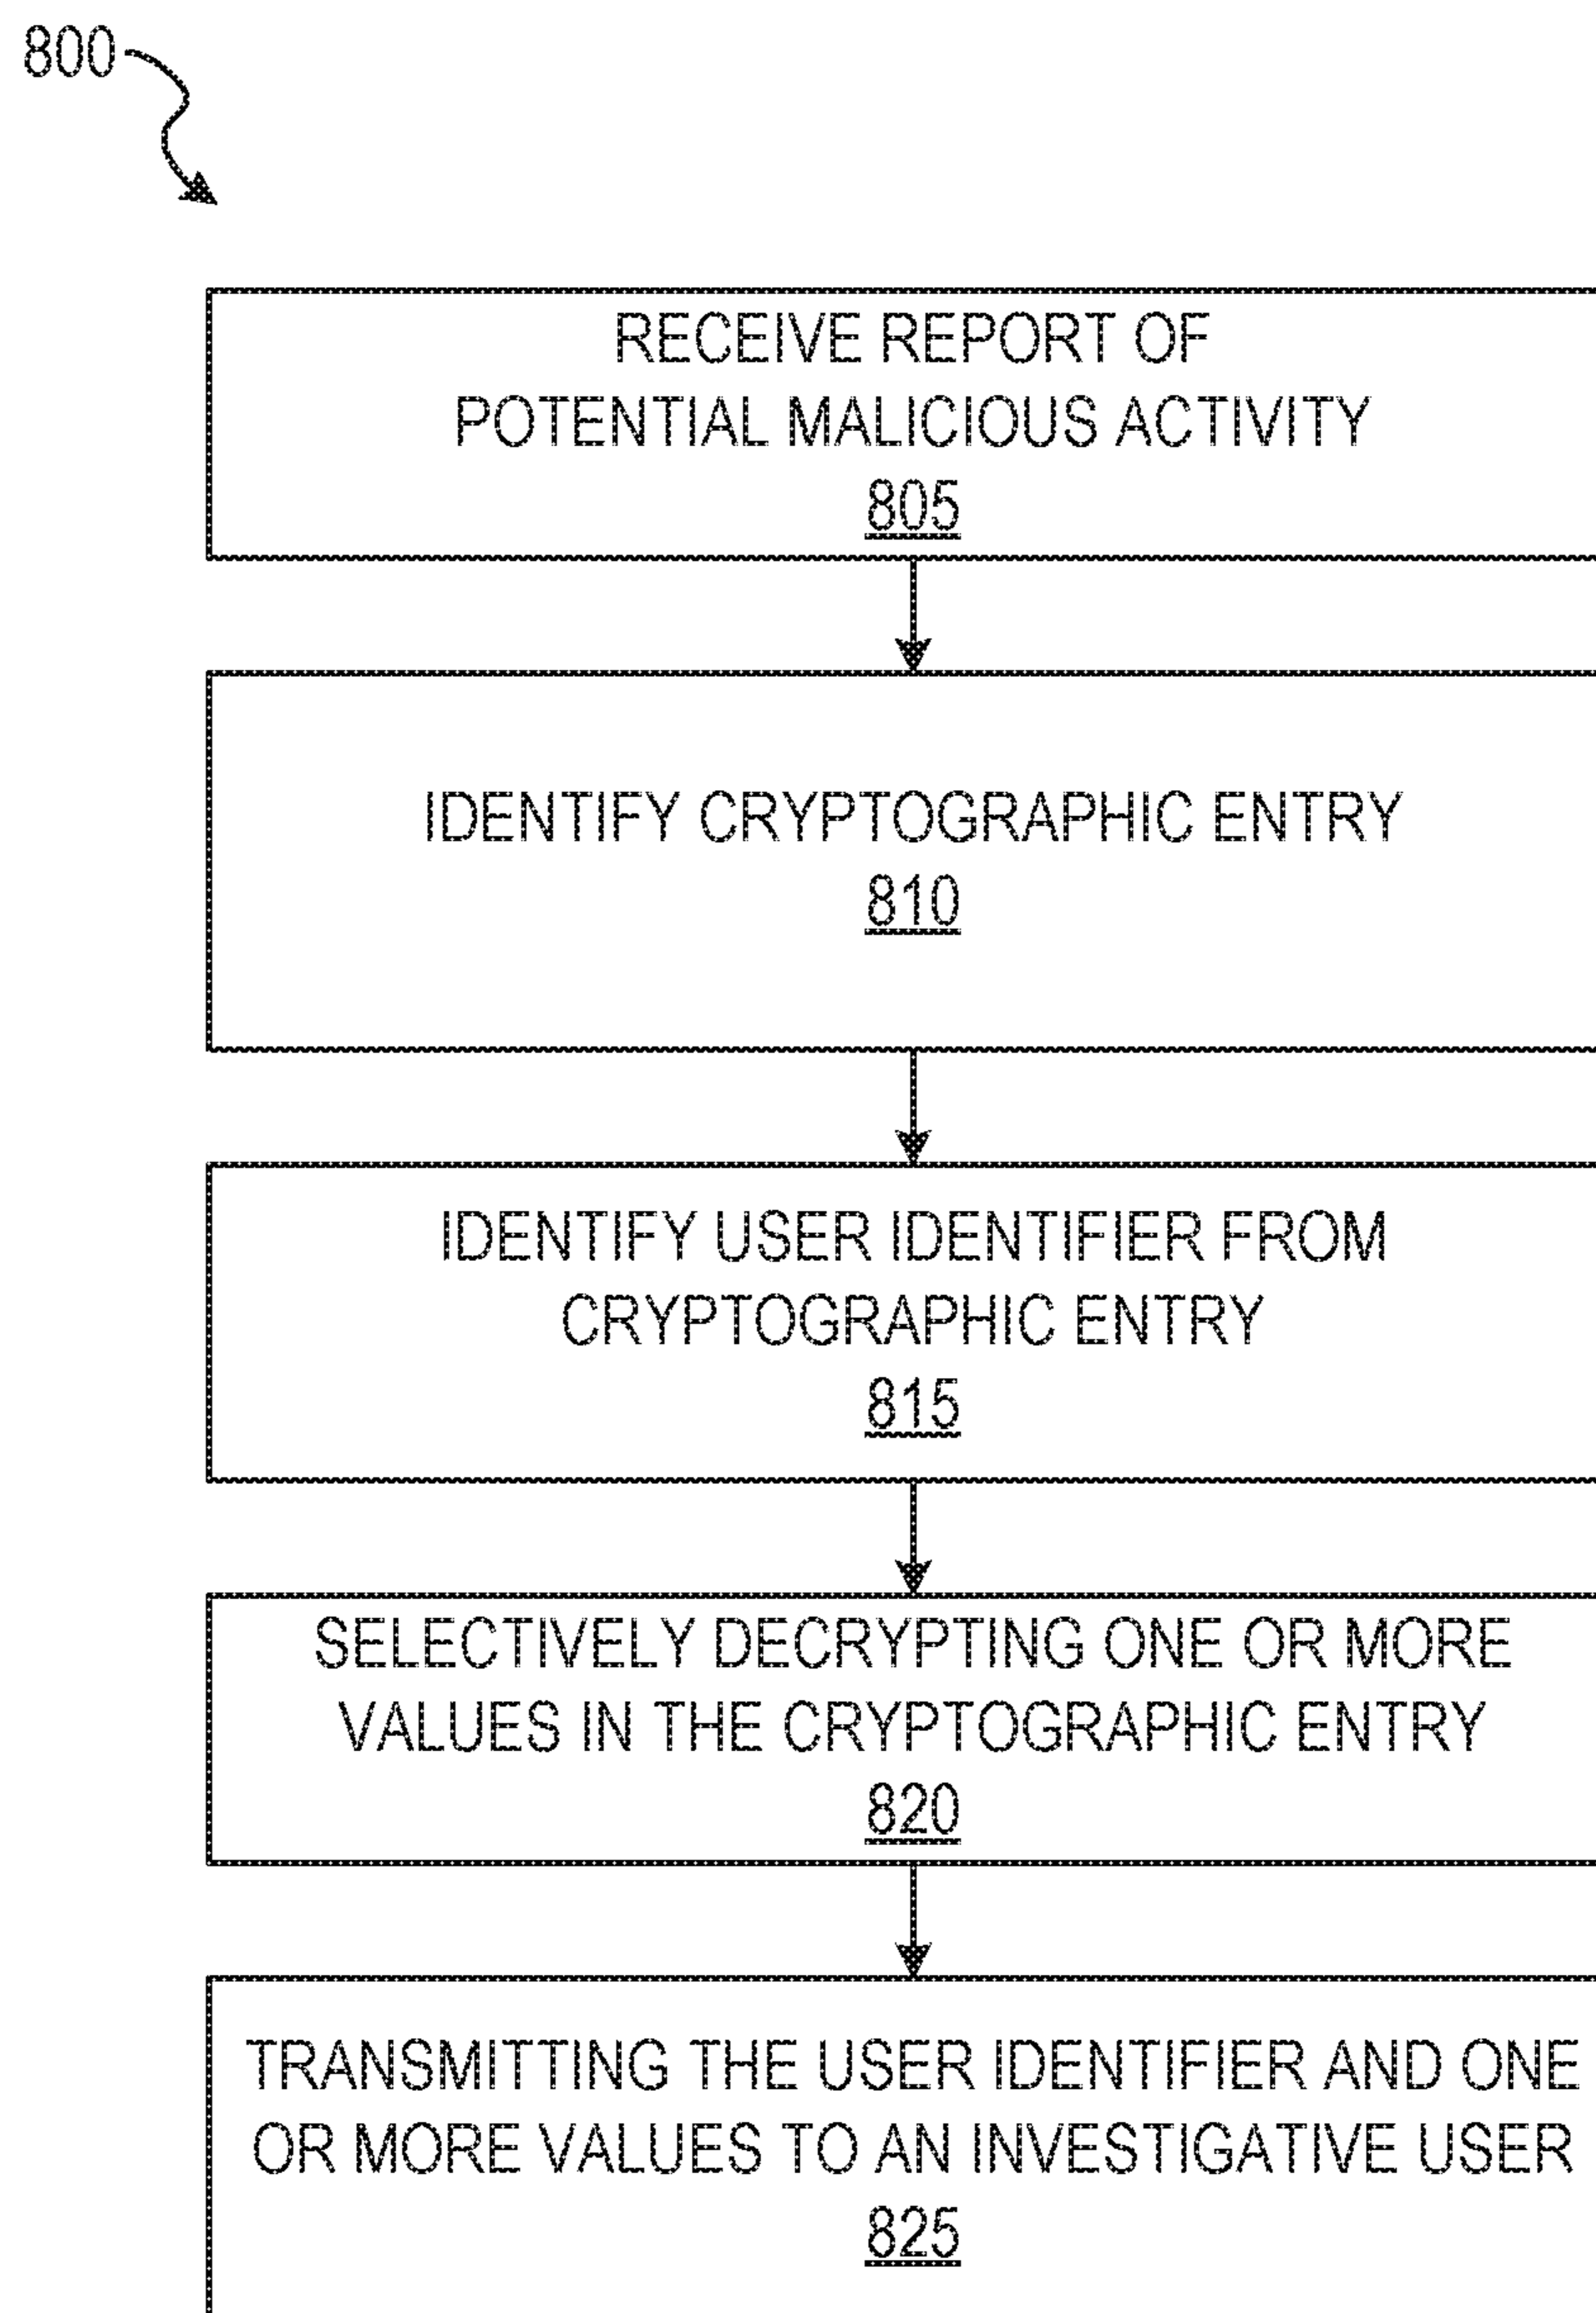 800
RECEIVE REPORT OF
POTENTIAL MALICIOUS ACTIVITY
805
IDENTIFY CRYPTOGRAPHIC ENTRY
810
IDENTIFY USER IDENTIFIER FROM
CRYPTOGRAPHIC ENTRY
815
SELECTIVELY DECRYPTING ONE OR MORE
VALUES IN THE CRYPTOGRAPHIC ENTRY
820
TRANSMITTING THE USER IDENTIFIER AND ONE
OR MORE VALUES TO AN INVESTIGATIVE USER
825